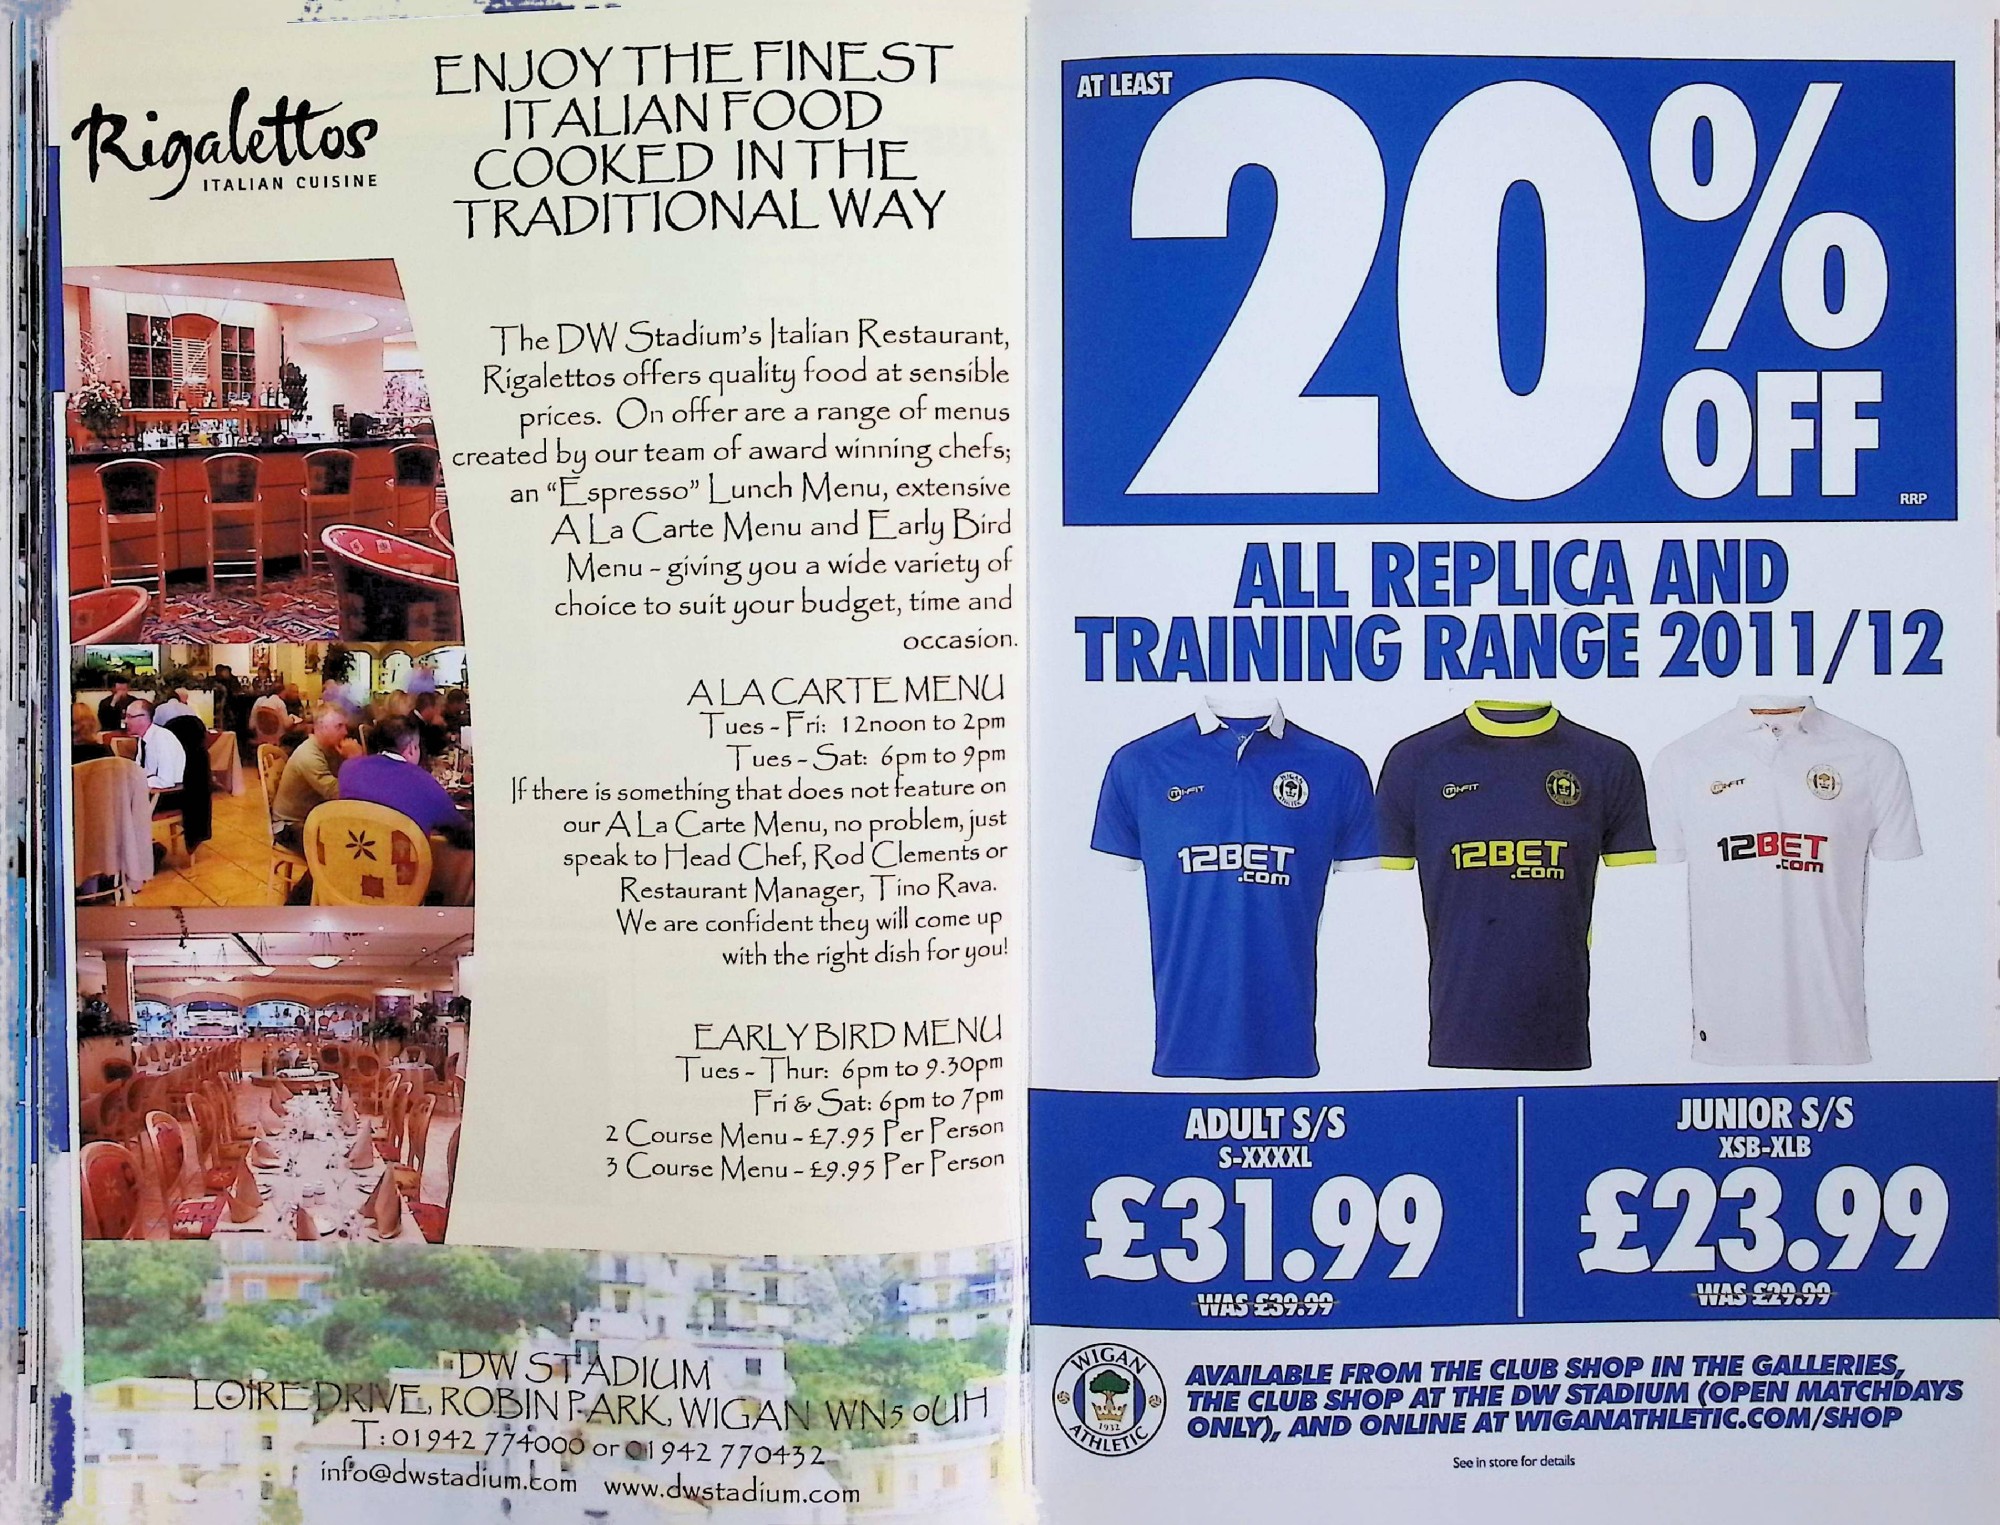 Rigalettos
ITALIAN CUISINE
ENJOY THE FINEST
ITALIAN FOOD
COOKED IN THE
TRADITIONAL WAY
The DW Stadium's Italian Restaurant,
Rigalettos offers quality food at sensible
prices. On offer are a range of menus
created by our team of award winning chefs;
an "Espresso" Lunch Menu, extensive
A La Carte Menu and Early Bird
Menu - giving you a wide variety of
choice to suit your budget, time and
occasion.
A LA CARTE MENU
Tues - Fri: 12noon to 2pm
Tues - Sat: 6pm to 9pm
If there is something that does not feature on
our A La Carte Menu, no problem, just
speak to Head Chef, Rod Clements or
Restaurant Manager, Tino Rava.
We are confident they will come up
with the right dish for you!
EARLY BIRD MENU
Tues - Thur: 6pm to 9.30pm
Fri & Sat: 6pm to 7pm
2 Course Menu - £7.95 Per Person
3 Course Menu - £9.95 Per Person
DW STADIUM
LOIRE DRIVE, ROBIN PARK, WIGAN WN5 0UH
T: 01942 774000 or 01942 770432
info@dwstadium.com www.dwstadium.com
AT LEAST
20%
OFF
RRP
ALL REPLICA AND
TRAINING RANGE 2011/12
MI-FIT
WIGAN
ATHLETIC
12BET
.com
MI-FIT
WIGAN
ATHLETIC
12BET
.com
MI-FIT
12BET
.com
ADULT S/S
S-XXXXL
£31.99
WAS £39.99
JUNIOR S/S
XSB-XLB
£23.99
WAS £29.99
WIGAN
1932
ATHLETIC
AVAILABLE FROM THE CLUB SHOP IN THE GALLERIES,
THE CLUB SHOP AT THE DW STADIUM (OPEN MATCHDAYS
ONLY), AND ONLINE AT WIGANATHLETIC.COM/SHOP
See in store for details